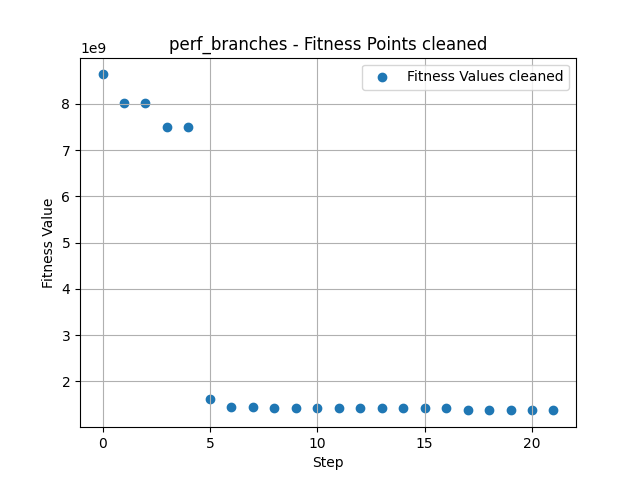 perf_branches - Fitness Points cleaned
1e9
Fitness Values cleaned
8
7
6
5
4
3
2
Fitness Value
0 5 10 15 20
Step